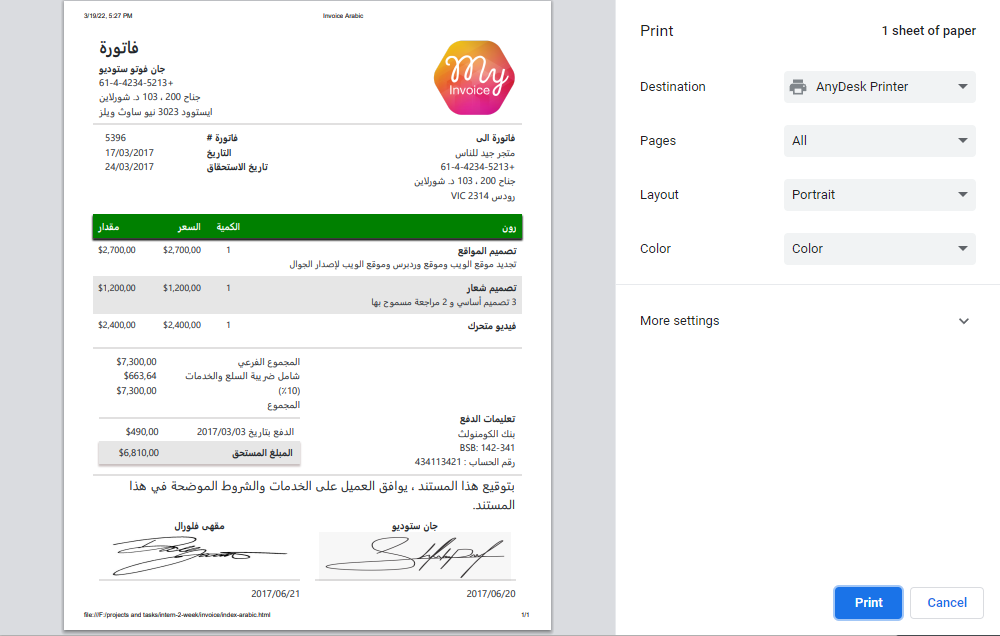 3/19/22, 5:27 PM
Invoice Arabic
فاتورة
جان فوتو ستوديو
+61-4-4234-5213
جناح 200 ، 103 د. شورلاين
ايستوود 3023 نيو ساوث ويلز
My
Invoice
فاتورة الى
متجر جيد للناس
+61-4-4234-5213
جناح 200 ، 103 د. شورلاين
رودس VIC 2314
فاتورة # 5396
التاريخ 17/03/2017
تاريخ الاستحقاق 24/03/2017
رون الكمية السعر مقدار
تصميم المواقع 1 $2,700,00 $2,700,00
تجديد موقع الويب وموقع وردبرس وموقع الويب لإصدار الجوال
تصميم شعار 1 $1,200,00 $1,200,00
3 تصميم أساسي و 2 مراجعة مسموح بها
فيديو متحرك 1 $2,400,00 $2,400,00
المجموع الفرعي $7,300,00
شامل ضريبة السلع والخدمات $663,64
(10٪) $7,300,00
المجموع
الدفع بتاريخ 2017/03/03 $490,00
المبلغ المستحق $6,810,00
تعليمات الدفع
بنك الكومنولث
BSB: 142-341
رقم الحساب : 434113421
بتوقيع هذا المستند ، يوافق العميل على الخدمات والشروط الموضحة في هذا
المستند.
جان ستوديو
مقهى فلورال
2017/06/20
2017/06/21
file:///F:/projects and tasks/intern-2-week/invoice/index-arabic.html
1/1
Print
1 sheet of paper
Destination
AnyDesk Printer
Pages
All
Layout
Portrait
Color
Color
More settings
Print
Cancel